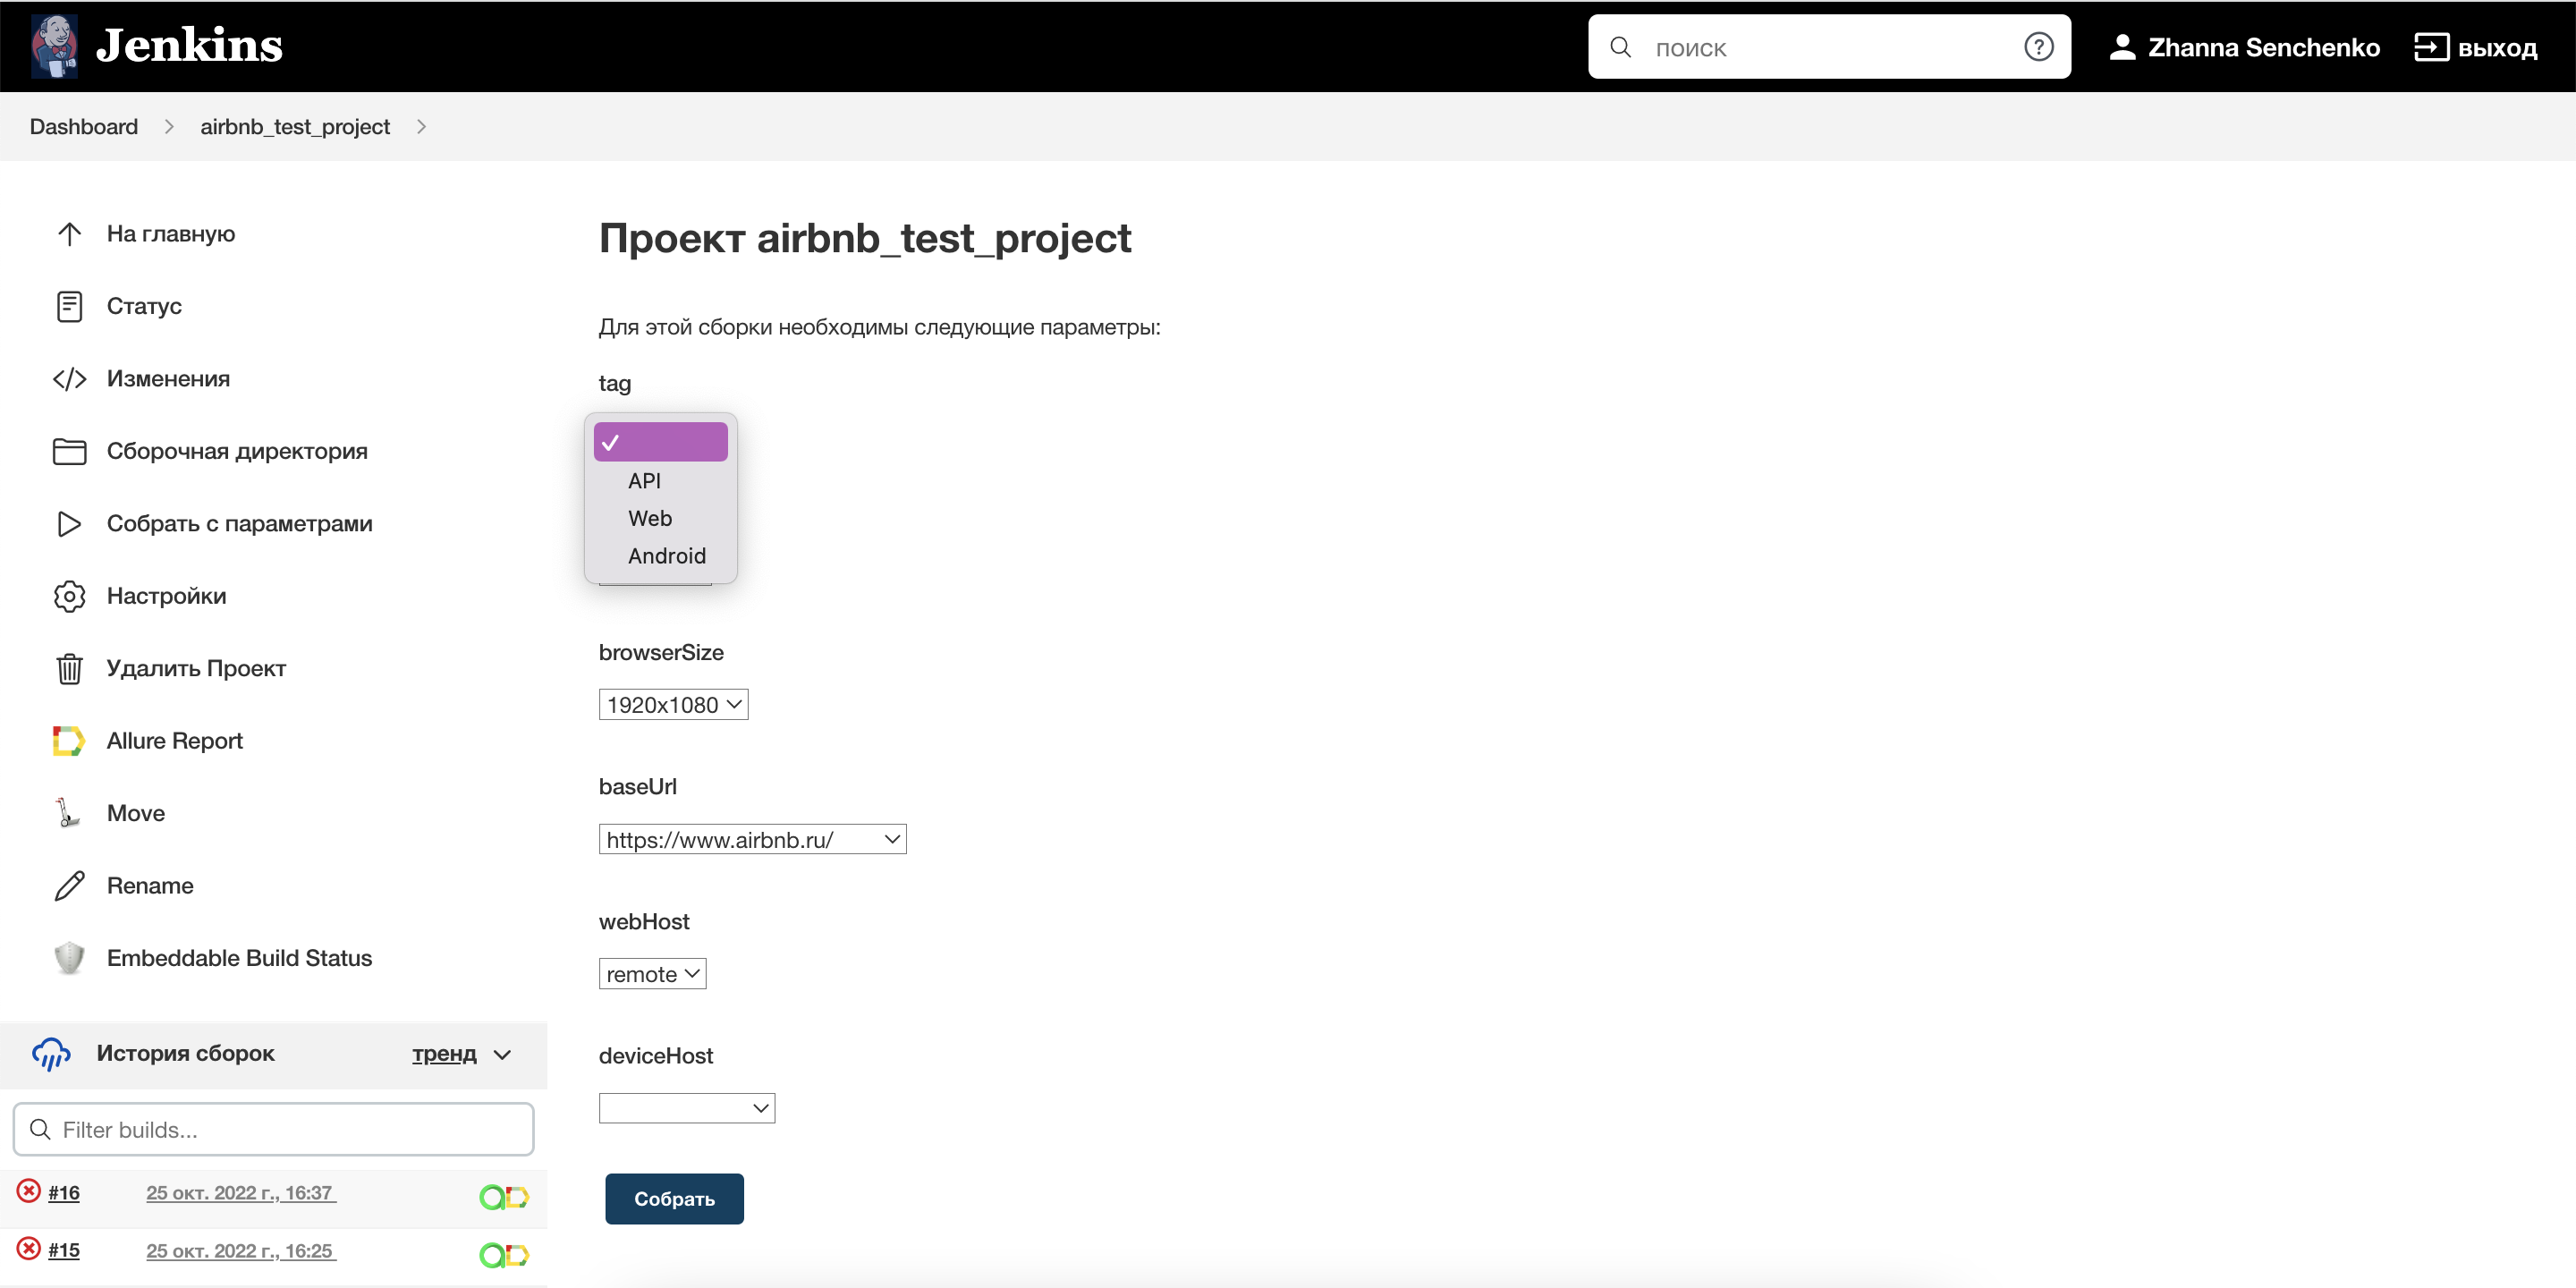 Jenkins
поиск
Zhanna Senchenko
выход
Dashboard
airbnb_test_project
На главную
Статус
Изменения
Сборочная директория
Собрать с параметрами
Настройки
Удалить Проект
Allure Report
Move
Rename
Embeddable Build Status
История сборок
тренд
Filter builds...
#16
25 окт. 2022 г., 16:37
#15
25 окт. 2022 г., 16:25
Проект airbnb_test_project
Для этой сборки необходимы следующие параметры:
tag
API
Web
Android
browserSize
1920x1080
baseUrl
https://www.airbnb.ru/
webHost
remote
deviceHost
Собрать